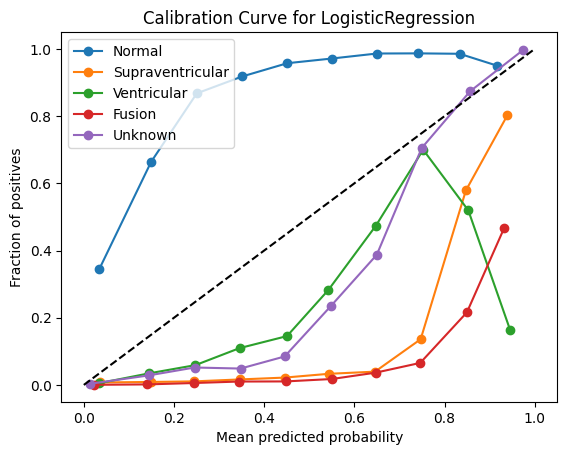 Calibration Curve for LogisticRegression
Normal
Supraventricular
Ventricular
Fusion
Unknown
Fraction of positives
1.0
0.8
0.6
0.4
0.2
0.0
0.0 0.2 0.4 0.6 0.8 1.0
Mean predicted probability